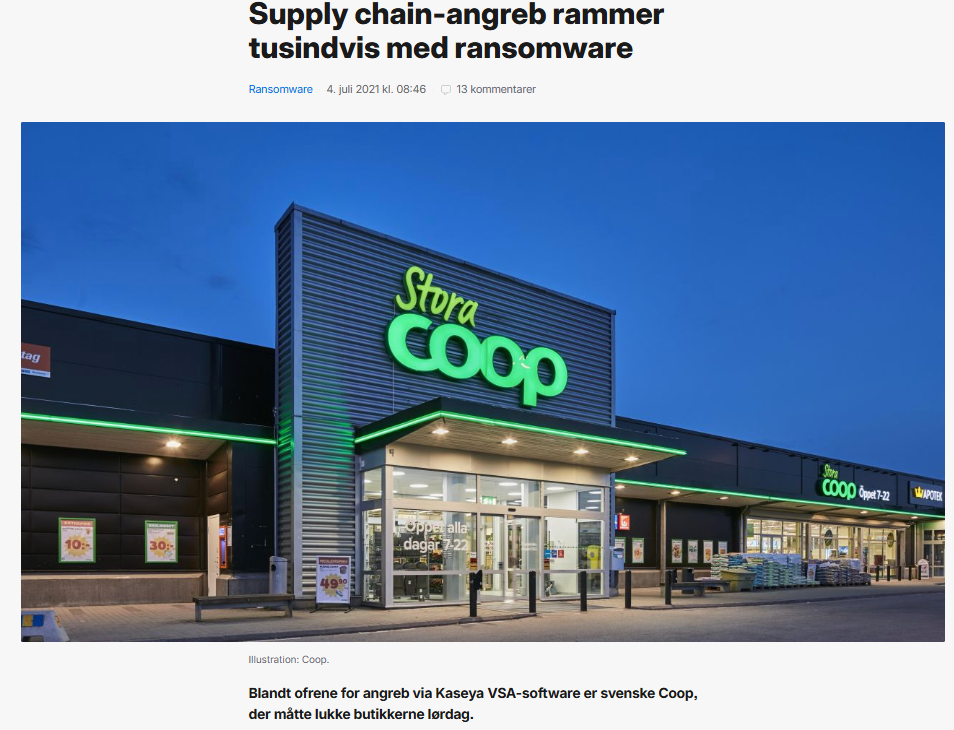 Supply chain-angreb rammer
tusindvis med ransomware
Ransomware 4. juli 2021 kl. 08:46 13 kommentarer
Stora
coop
tag
Stora
coop Öppet 7-22
APOTEK
Öppet alla
dagar 7-22
10:-
30:-
49 90
Illustration: Coop.
Blandt ofrene for angreb via Kaseya VSA-software er svenske Coop,
der måtte lukke butikkerne lørdag.